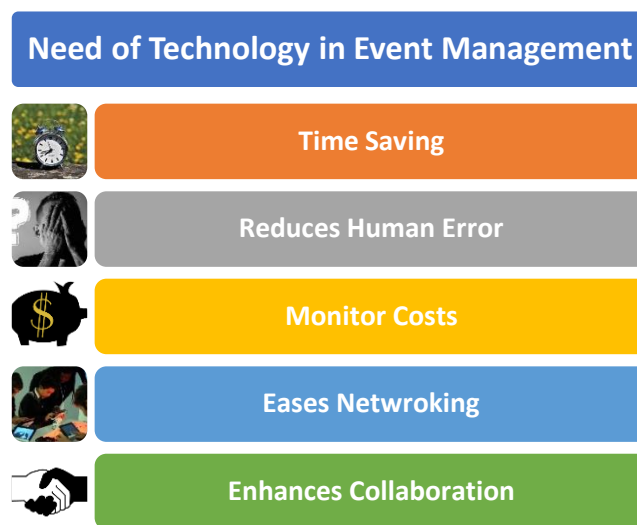 Need of Technology in Event Management
Time Saving
Reduces Human Error
Monitor Costs
Eases Netwroking
Enhances Collaboration